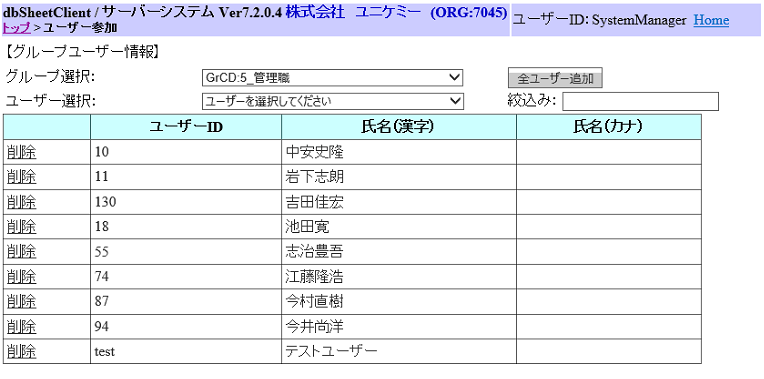 dbSheetClient / サーバーシステム Ver7.2.0.4 株式会社 ユニケミー (ORG:7045) ユーザーID: SystemManager Home
トップ > ユーザー参加
【グループユーザー情報】
グループ選択: GrCD:5_管理職 全ユーザー追加
ユーザー選択: ユーザーを選択してください 絞込み:
ユーザーID 氏名(漢字) 氏名(カナ)
削除 10 中安史隆
削除 11 岩下志朗
削除 130 吉田佳宏
削除 18 池田寛
削除 55 志治豊吾
削除 74 江藤隆浩
削除 87 今村直樹
削除 94 今井尚洋
削除 test テストユーザー